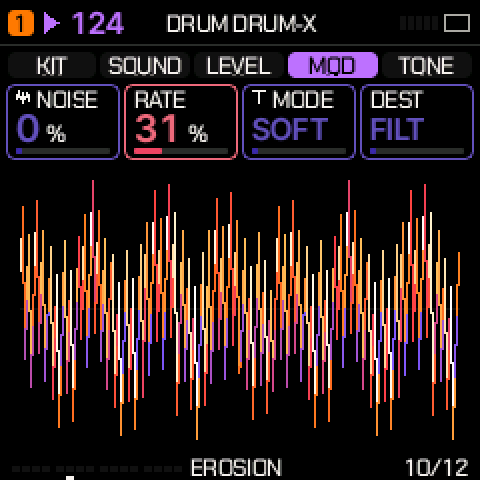 1 124 DRUM DRUM-X
KIT SOUND LEVEL MOD TONE
NOISE RATE MODE DEST
0 % 31 % SOFT FILT
EROSION 10/12